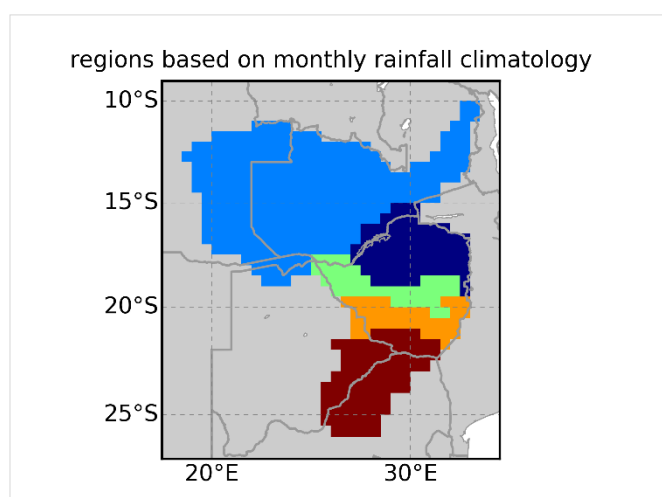 regions based on monthly rainfall climatology
10°S
15°S
20°S
25°S
20°E 30°E